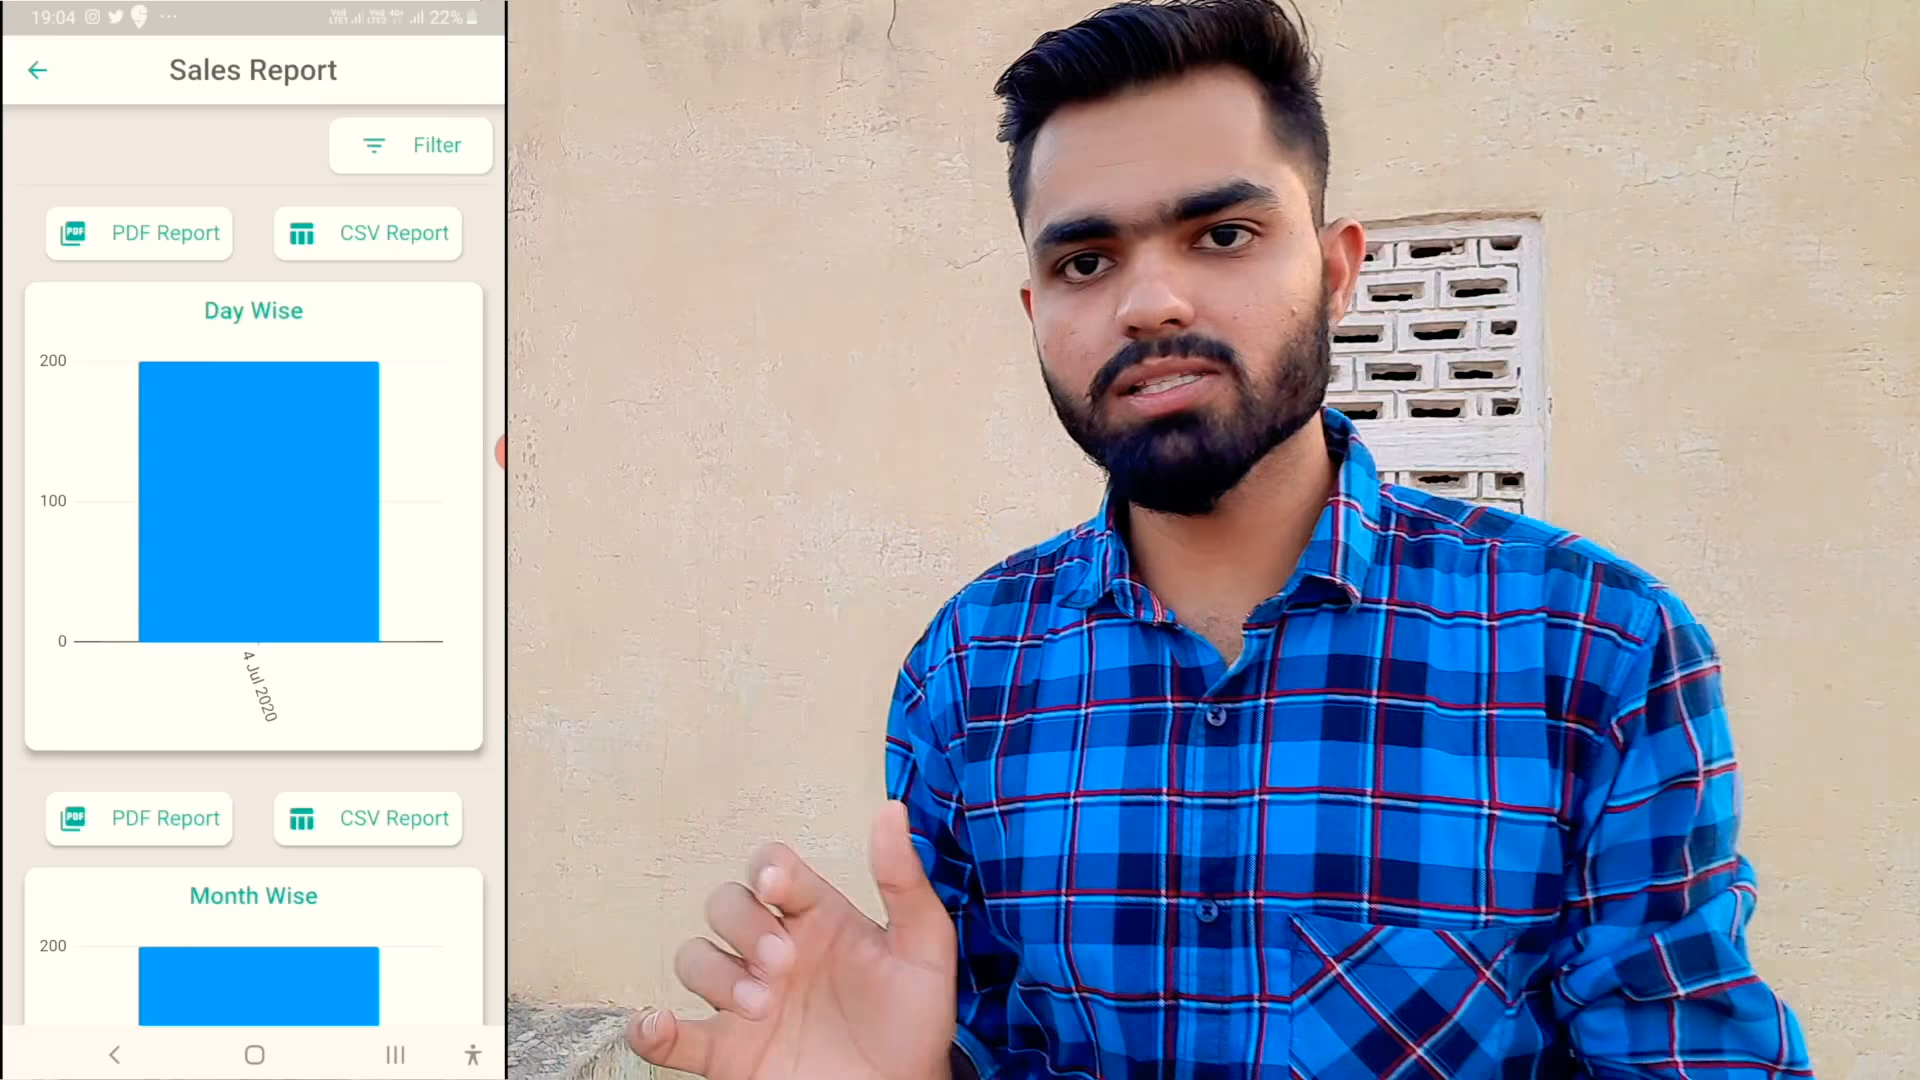 19:04 ... 22%
Sales Report
Filter
PDF Report CSV Report
Day Wise
200
100
0
4 Jul 2020
PDF Report CSV Report
Month Wise
200